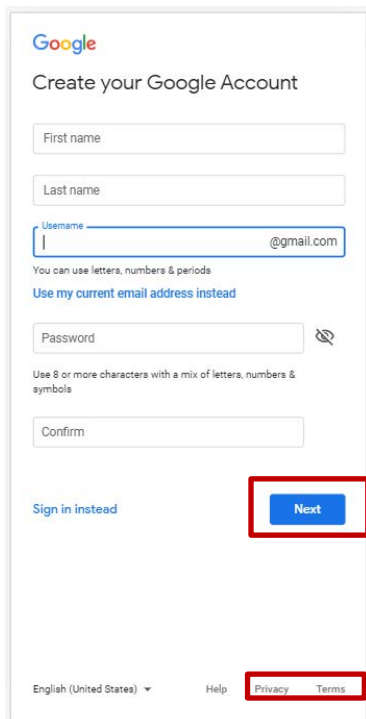 Google
Create your Google Account
First name
Last name
Username
@gmail.com
You can use letters, numbers & periods
Use my current email address instead
Password
Use 8 or more characters with a mix of letters, numbers &
symbols
Confirm
Sign in instead Next
English (United States) Help Privacy Terms